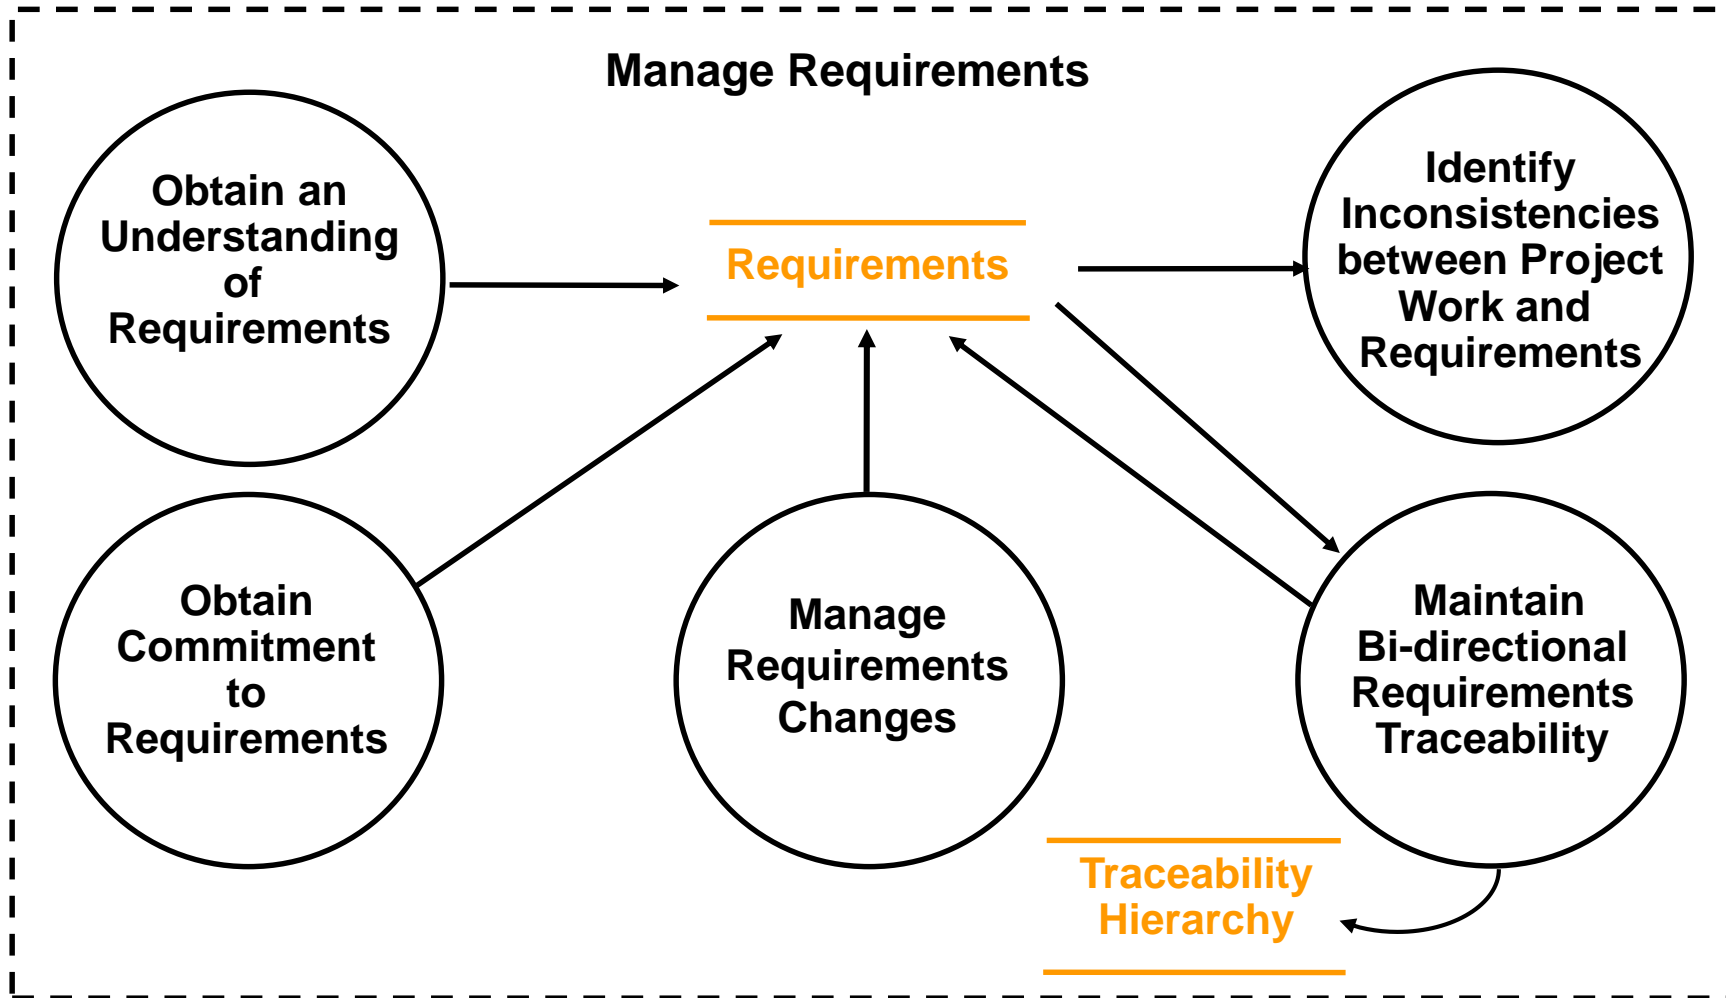 Manage Requirements
Obtain an
Understanding
of
Requirements
Requirements
Identify
Inconsistencies
between Project
Work and
Requirements
Obtain
Commitment
to
Requirements
Manage
Requirements
Changes
Maintain
Bi-directional
Requirements
Traceability
Traceability
Hierarchy